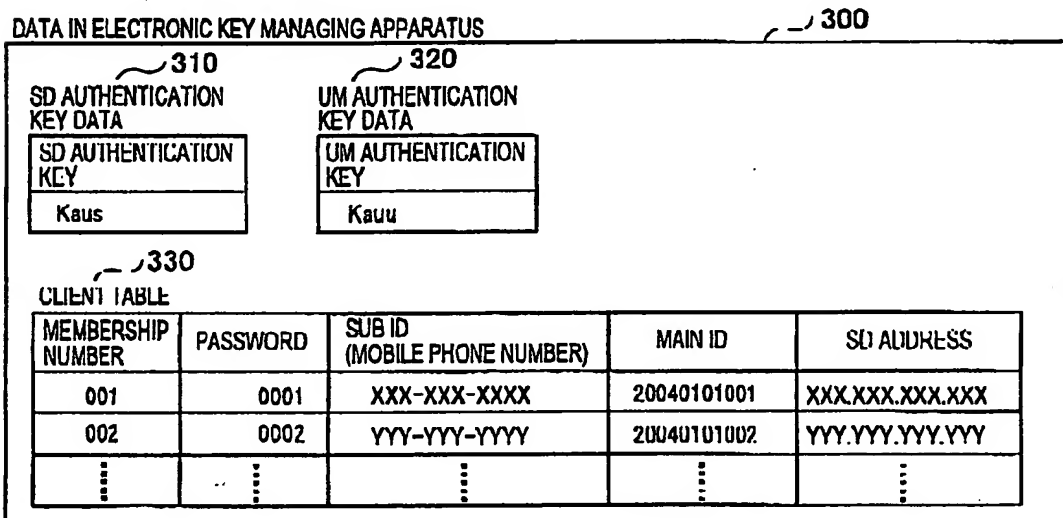 DATA IN ELECTRONIC KEY MANAGING APPARATUS
300
310
320
SD AUTHENTICATION
KEY DATA
UM AUTHENTICATION
KEY DATA
SD AUTHENTICATION
KEY
UM AUTHENTICATION
KEY
Kaus
Kauu
330
CLIENT TABLE
MEMBERSHIP
NUMBER
PASSWORD
SUB ID
(MOBILE PHONE NUMBER)
MAIN ID
SD ADDRESS
001 0001 XXX-XXX-XXXX 20040101001 XXX.XXX.XXX.XXX
002 0002 YYY-YYY-YYYY 20040101002 YYY.YYY.YYY.YYY